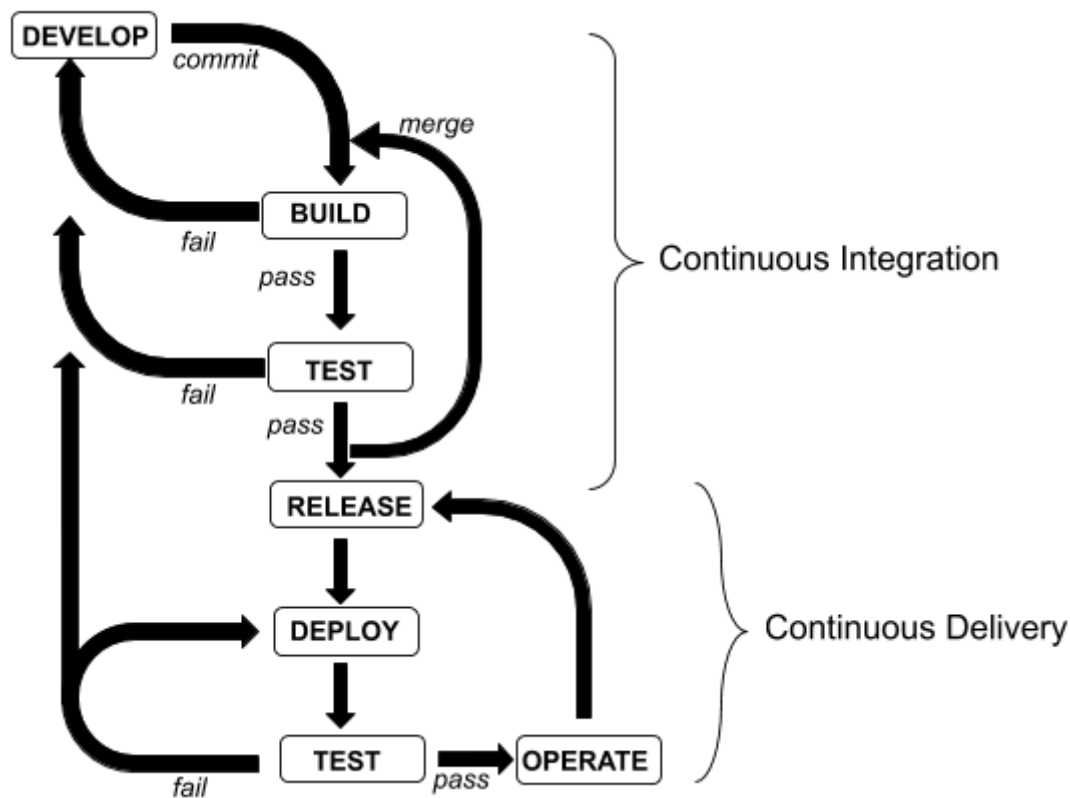 DEVELOP
commit
merge
BUILD
fail
pass
Continuous Integration
TEST
fail
pass
RELEASE
DEPLOY
Continuous Delivery
TEST
pass
OPERATE
fail